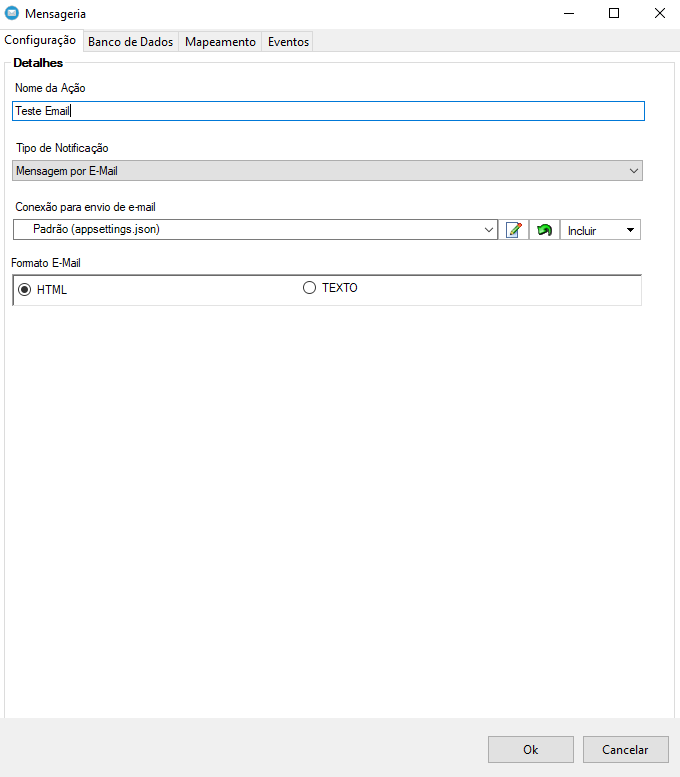 Mensageria
Configuração Banco de Dados Mapeamento Eventos
Detalhes
Nome da Ação
Teste Email
Tipo de Notificação
Mensagem por E-Mail
Conexão para envio de e-mail
Padrão (appsettings.json) Incluir
Formato E-Mail
HTML TEXTO
Ok Cancelar